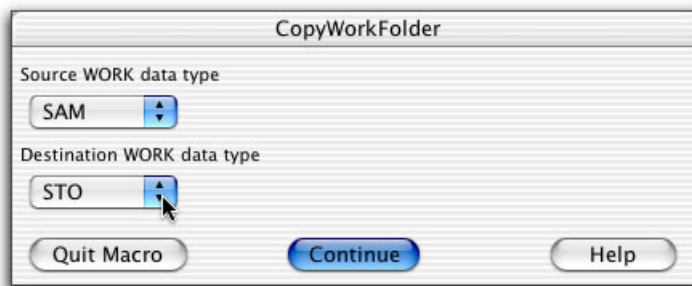 CopyWorkFolder
Source WORK data type
SAM
Destination WORK data type
STO
Quit Macro Continue Help